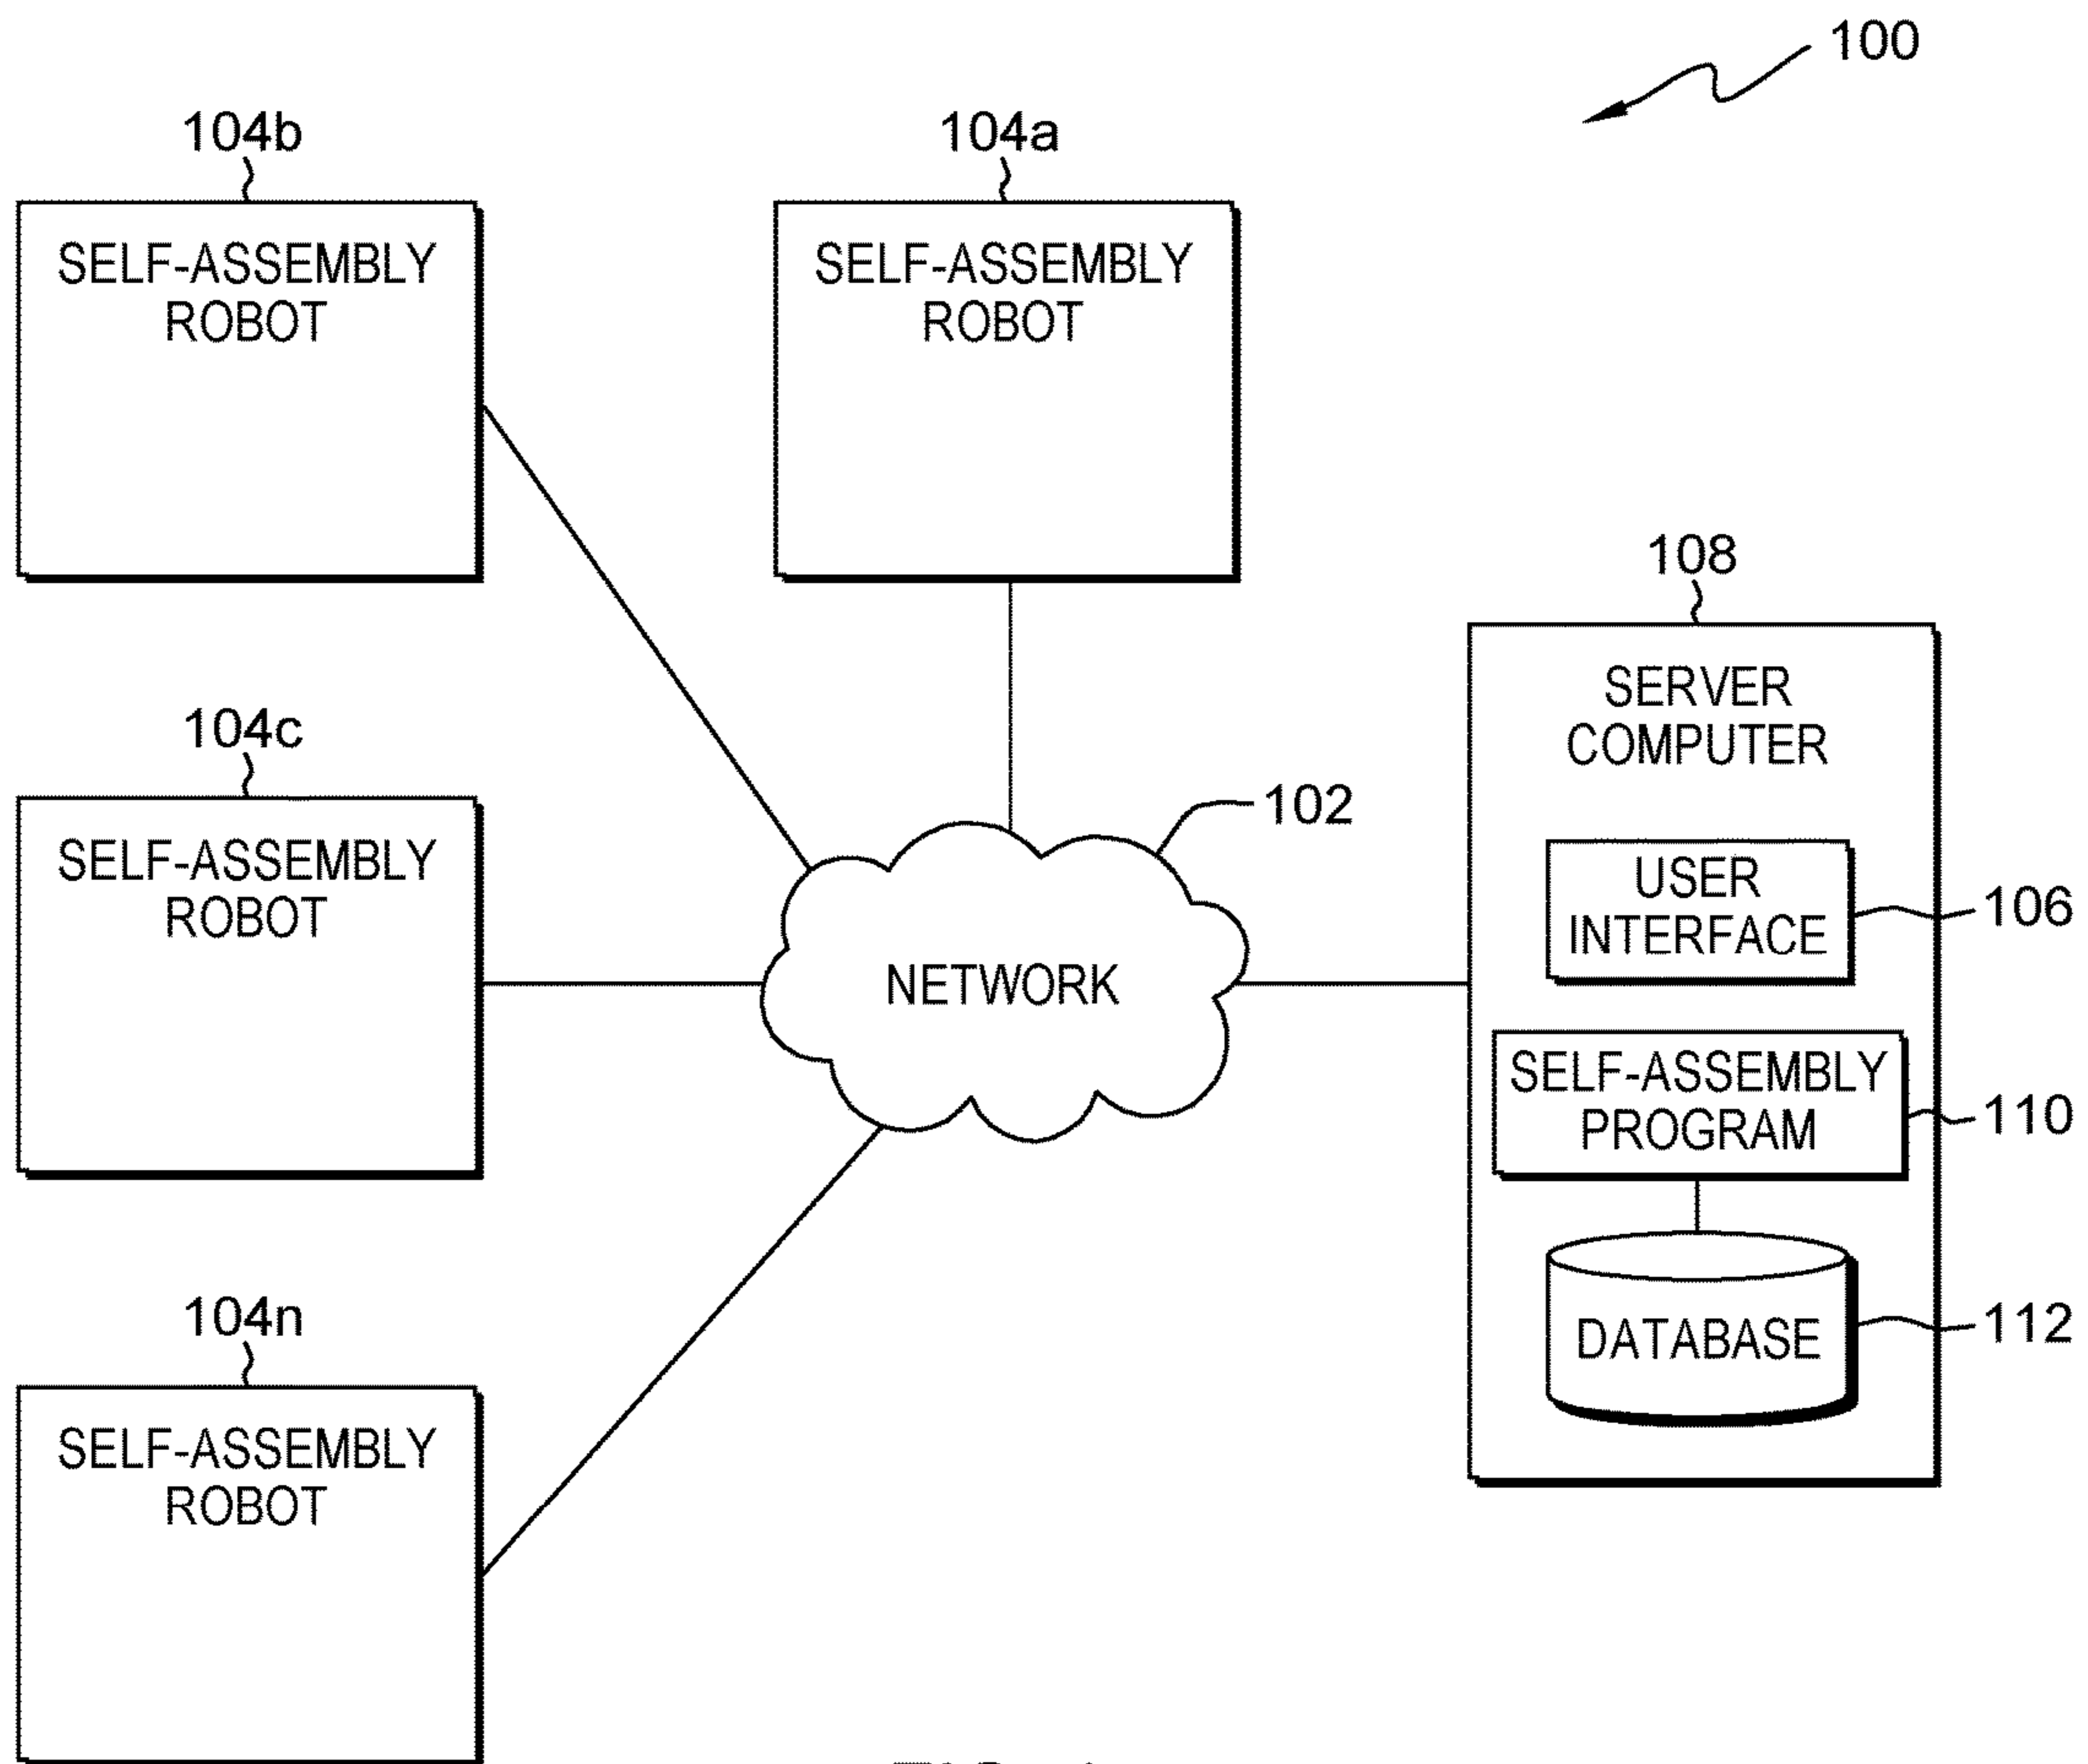 100
104b
SELF-ASSEMBLY
ROBOT
104a
SELF-ASSEMBLY
ROBOT
108
SERVER
COMPUTER
USER
INTERFACE
106
SELF-ASSEMBLY
PROGRAM
110
DATABASE
112
102
NETWORK
104c
SELF-ASSEMBLY
ROBOT
104n
SELF-ASSEMBLY
ROBOT